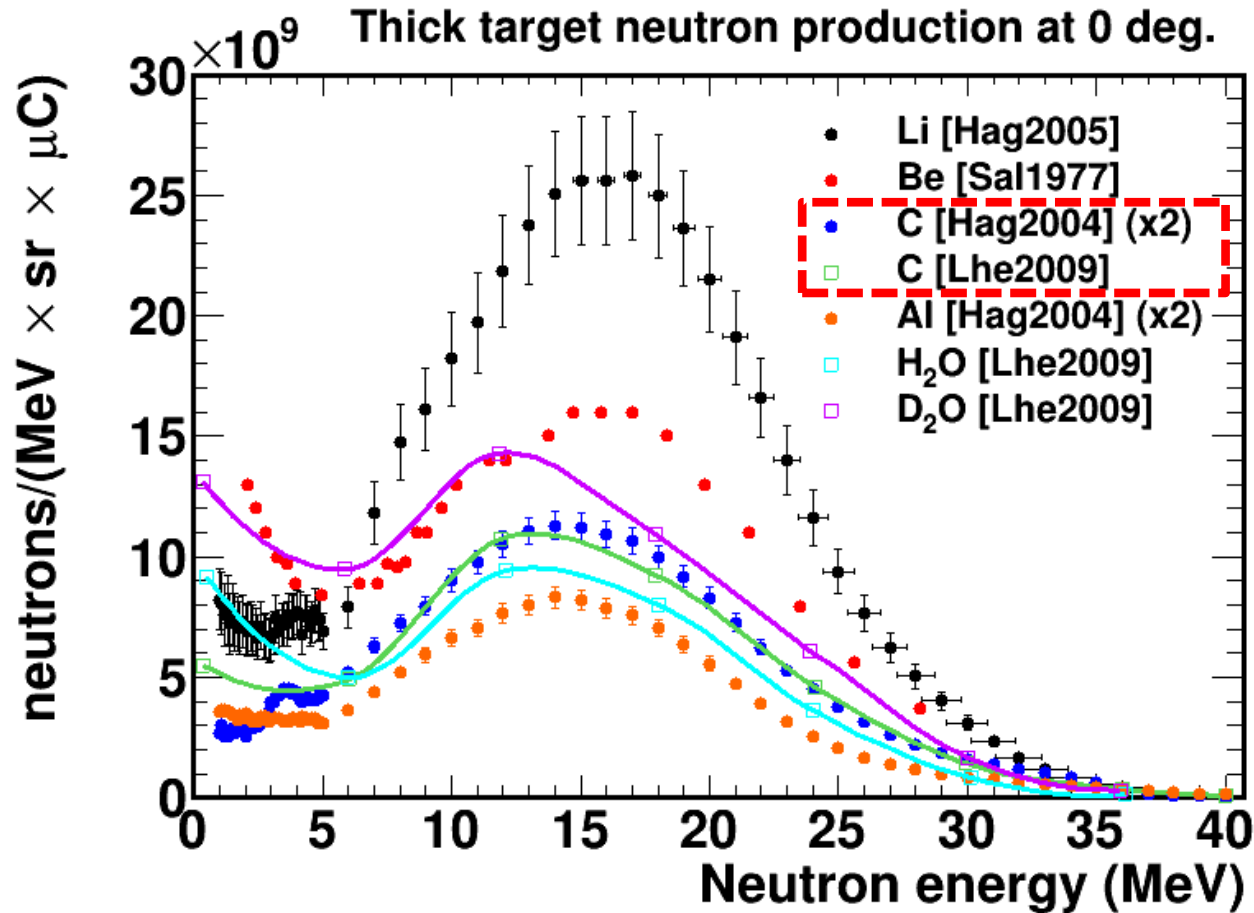 Thick target neutron production at 0 deg.
×10⁹
neutrons/(MeV × sr × μC)
30
25
20
15
10
5
0
Li [Hag2005]
Be [Sal1977]
C [Hag2004] (x2)
C [Lhe2009]
Al [Hag2004] (x2)
H₂O [Lhe2009]
D₂O [Lhe2009]
0 5 10 15 20 25 30 35 40
Neutron energy (MeV)